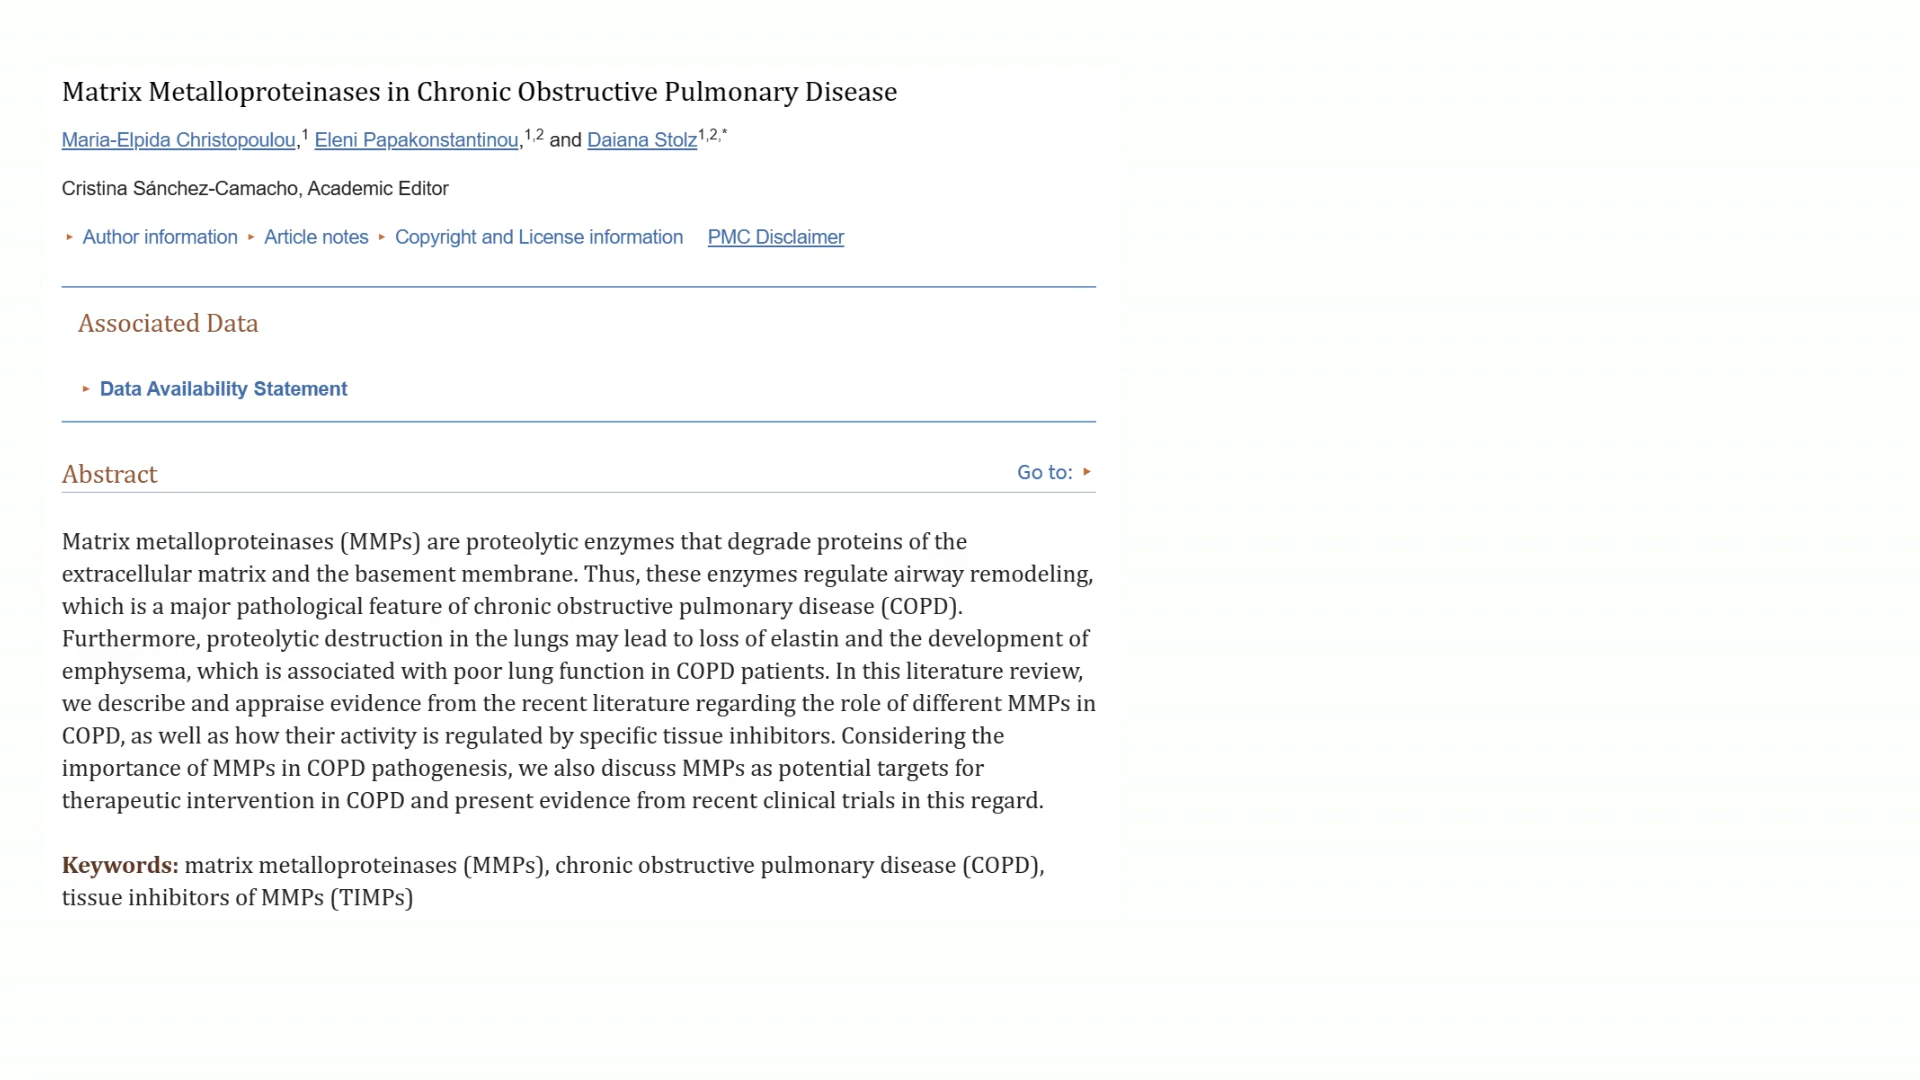 Matrix Metalloproteinases in Chronic Obstructive Pulmonary Disease
Maria-Elpida Christopoulou,1 Eleni Papakonstantinou,1,2 and Daiana Stolz1,2,*
Cristina Sánchez-Camacho, Academic Editor
▸ Author information ▸ Article notes ▸ Copyright and License information PMC Disclaimer
Associated Data
▸ Data Availability Statement
Abstract Go to: ▸
Matrix metalloproteinases (MMPs) are proteolytic enzymes that degrade proteins of the
extracellular matrix and the basement membrane. Thus, these enzymes regulate airway remodeling,
which is a major pathological feature of chronic obstructive pulmonary disease (COPD).
Furthermore, proteolytic destruction in the lungs may lead to loss of elastin and the development of
emphysema, which is associated with poor lung function in COPD patients. In this literature review,
we describe and appraise evidence from the recent literature regarding the role of different MMPs in
COPD, as well as how their activity is regulated by specific tissue inhibitors. Considering the
importance of MMPs in COPD pathogenesis, we also discuss MMPs as potential targets for
therapeutic intervention in COPD and present evidence from recent clinical trials in this regard.
Keywords: matrix metalloproteinases (MMPs), chronic obstructive pulmonary disease (COPD),
tissue inhibitors of MMPs (TIMPs)